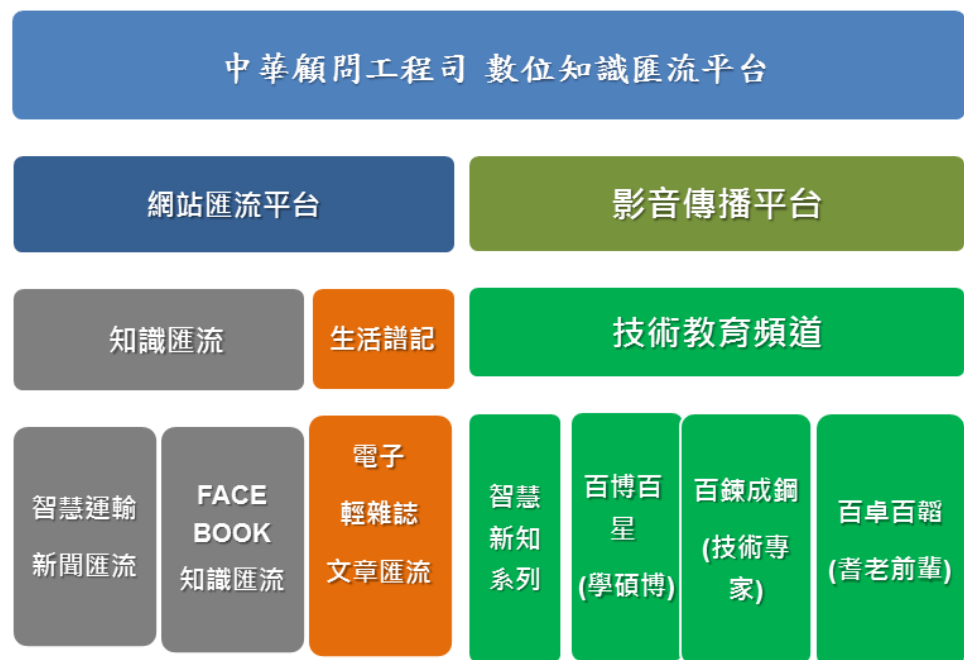 中華顧問工程司 數位知識匯流平台
網站匯流平台
影音傳播平台
知識匯流
生活譜記
技術教育頻道
智慧運輸
新聞匯流
FACE
BOOK
知識匯流
電子
輕雜誌
文章匯流
智慧
新知
系列
百博百
星
(學碩博)
百鍊成鋼
(技術專
家)
百卓百韜
(耆老前輩)